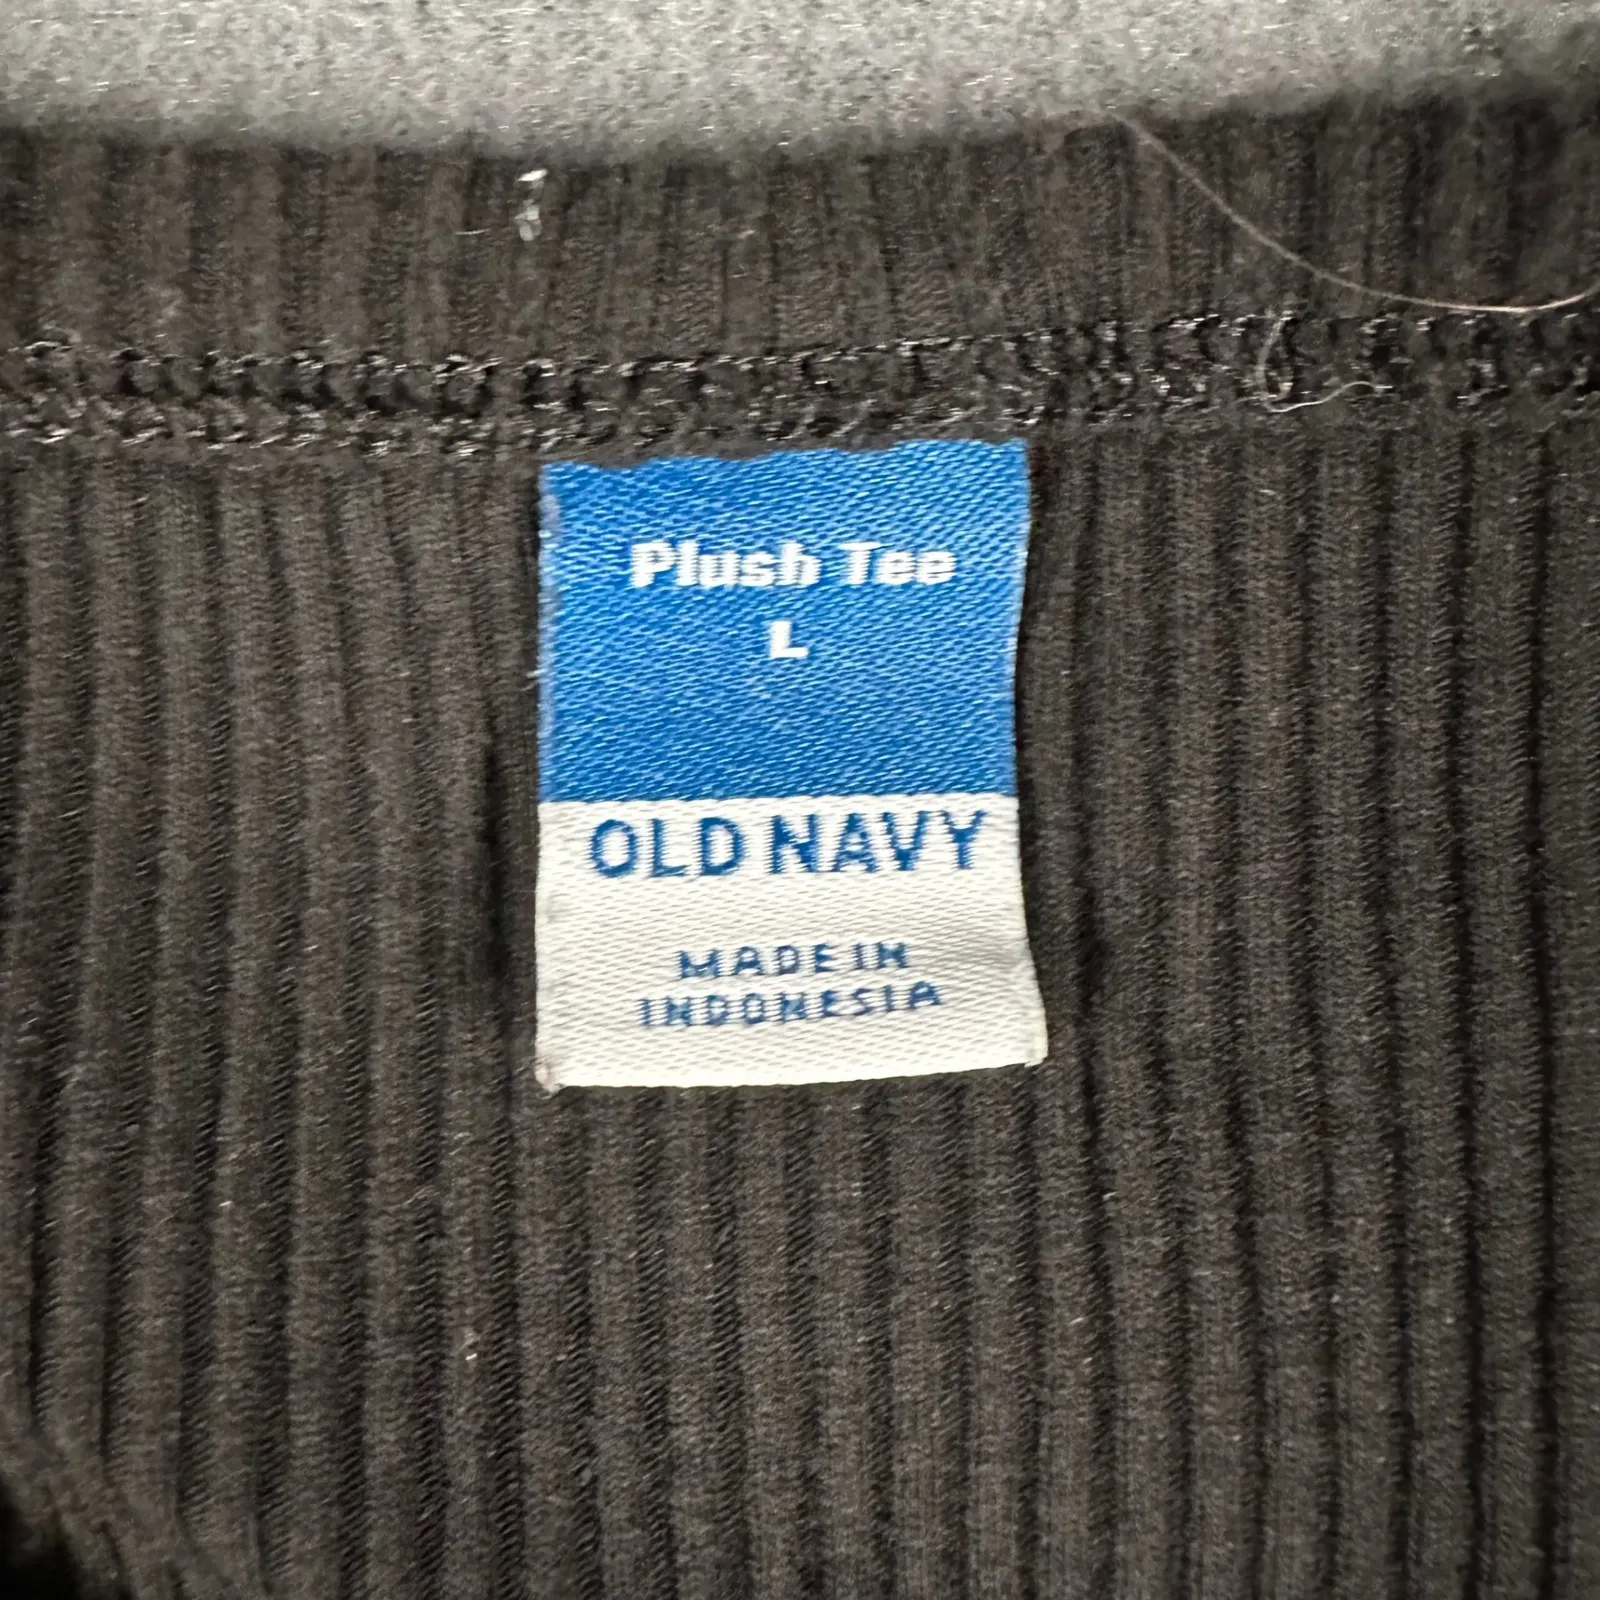 Plush Tee
L
OLD NAVY
MADE IN
INDONESIA